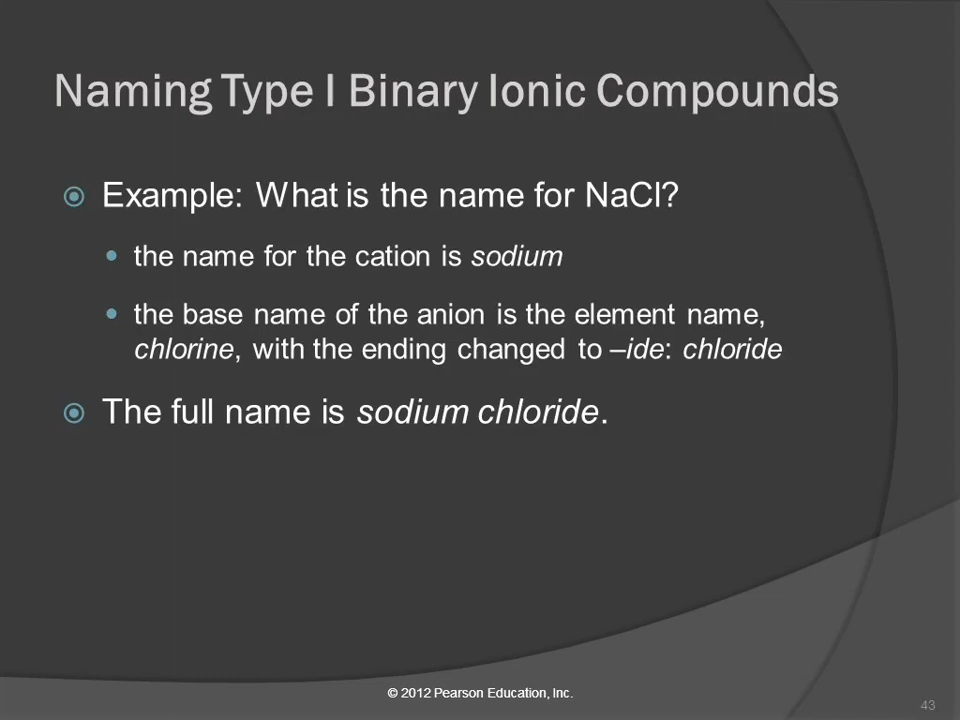 Naming Type I Binary Ionic Compounds
Example: What is the name for NaCl?
the name for the cation is sodium
the base name of the anion is the element name,
chlorine, with the ending changed to –ide: chloride
The full name is sodium chloride.
© 2012 Pearson Education, Inc.
43